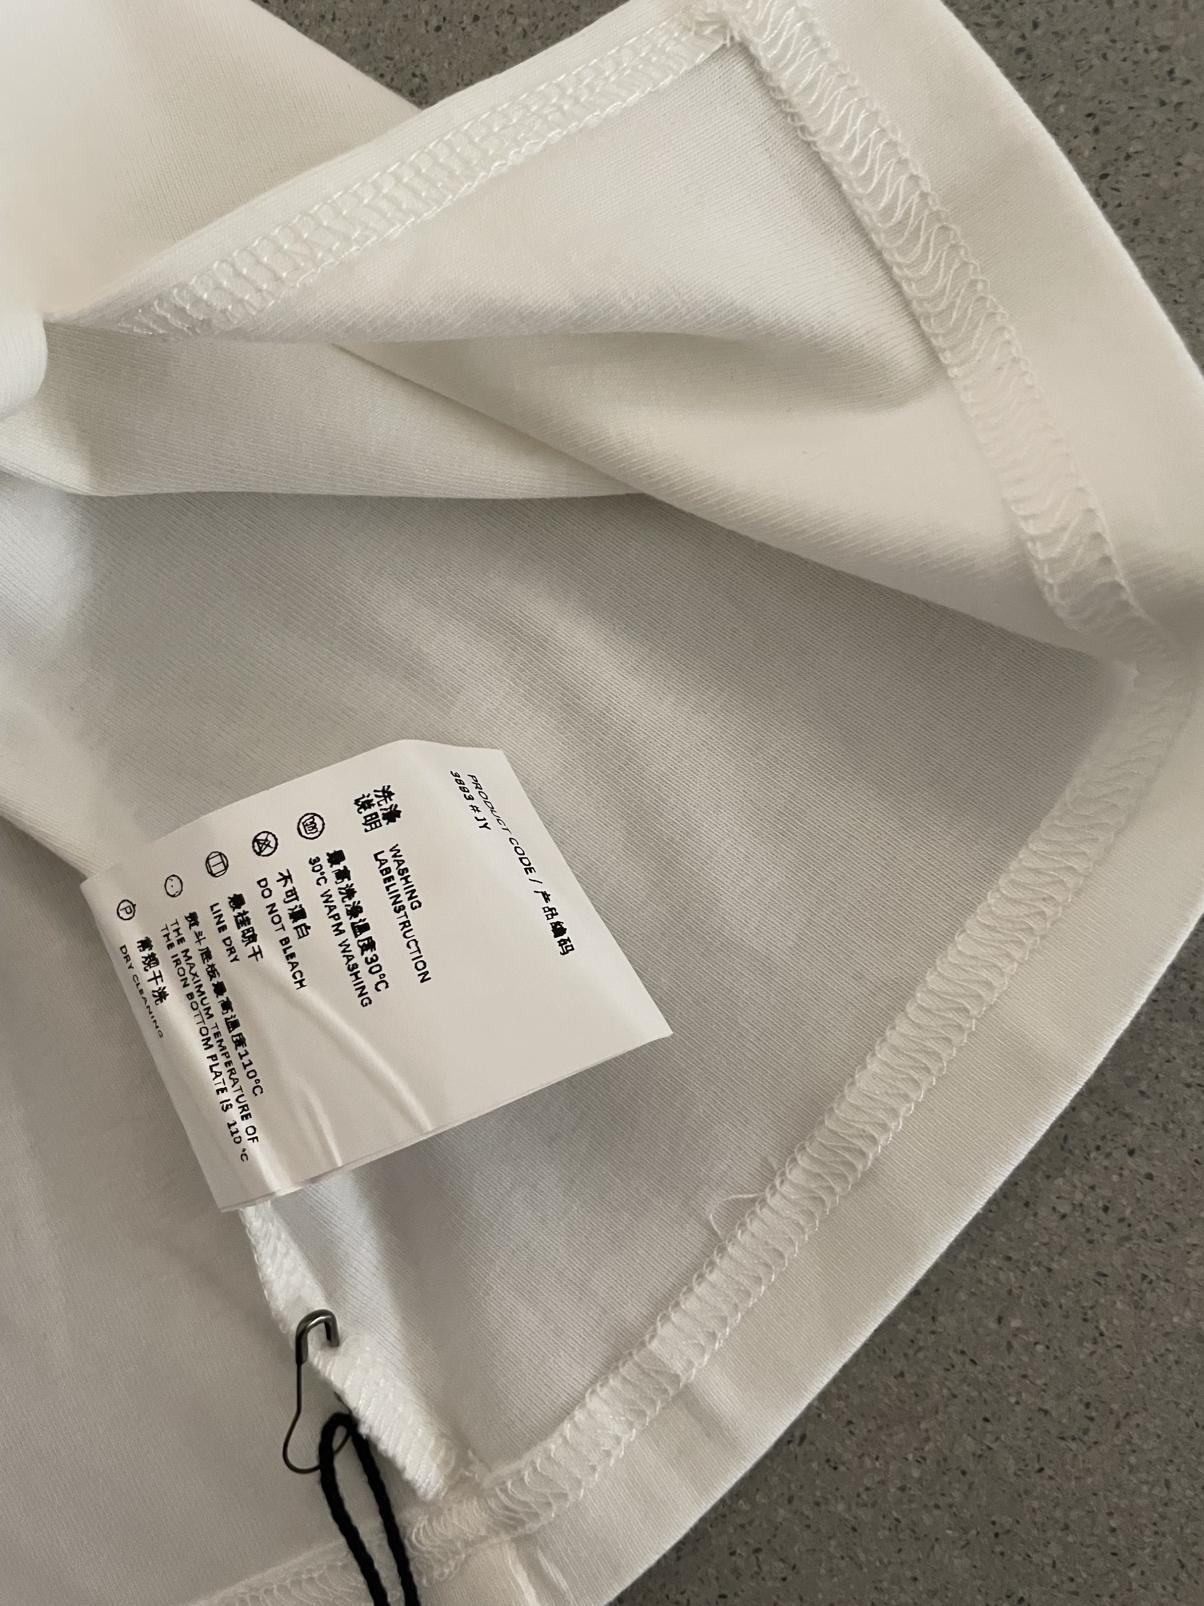 PRODUCT CODE / 产品编码
3883#JY
洗涤 WASHING
说明 LABELINSTRUCTION
最高洗涤温度30°C
30°C WAPM WASHING
不可漂白
DO NOT BLEACH
悬挂晾干
LINE DRY
熨斗底板最高温度110°C
THE MAXIMUM TEMPERATURE OF
THE IRON BOTTOM PLATE IS 110 °C
P 常规干洗
DRY CLEANING